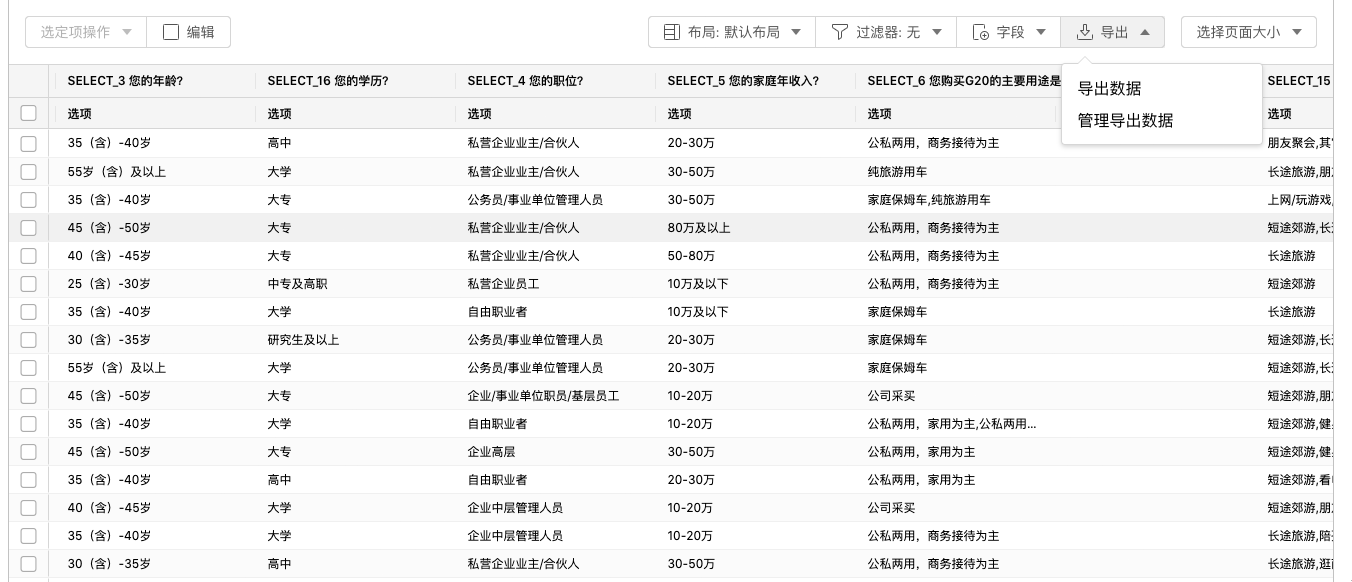 选定项操作 编辑 布局: 默认布局 过滤器: 无 字段 导出 选择页面大小
SELECT_3 您的年龄? SELECT_16 您的学历? SELECT_4 您的职位? SELECT_5 您的家庭年收入? SELECT_6 您购买G20的主要用途是 SELECT_15
导出数据
管理导出数据
选项 选项 选项 选项 选项 选项
35（含）-40岁 高中 私营企业业主/合伙人 20-30万 公私两用，商务接待为主 朋友聚会,其
55岁（含）及以上 大学 私营企业业主/合伙人 30-50万 纯旅游用车 长途旅游,朋
35（含）-40岁 大专 公务员/事业单位管理人员 30-50万 家庭保姆车,纯旅游用车 上网/玩游戏,
45（含）-50岁 大专 私营企业业主/合伙人 80万及以上 公私两用，商务接待为主 短途郊游,长
40（含）-45岁 大专 私营企业业主/合伙人 50-80万 公私两用，商务接待为主 长途旅游
25（含）-30岁 中专及高职 私营企业员工 10万及以下 公私两用，商务接待为主 短途郊游
35（含）-40岁 大学 自由职业者 10万及以下 家庭保姆车 长途旅游
30（含）-35岁 研究生及以上 公务员/事业单位管理人员 20-30万 家庭保姆车 短途郊游,长
55岁（含）及以上 大学 公务员/事业单位管理人员 20-30万 家庭保姆车 短途郊游,长
45（含）-50岁 大专 企业/事业单位职员/基层员工 10-20万 公司采买 短途郊游,朋
35（含）-40岁 大学 自由职业者 10-20万 公私两用，家用为主,公私两用... 短途郊游,健
45（含）-50岁 大专 企业高层 30-50万 公私两用，家用为主 短途郊游,健
35（含）-40岁 高中 自由职业者 20-30万 公私两用，家用为主 短途郊游,看
40（含）-45岁 大学 企业中层管理人员 10-20万 公司采买 短途郊游,朋
35（含）-40岁 大学 企业中层管理人员 10-20万 公私两用，商务接待为主 长途旅游,陪
30（含）-35岁 高中 私营企业业主/合伙人 30-50万 公私两用，商务接待为主 长途旅游,逛